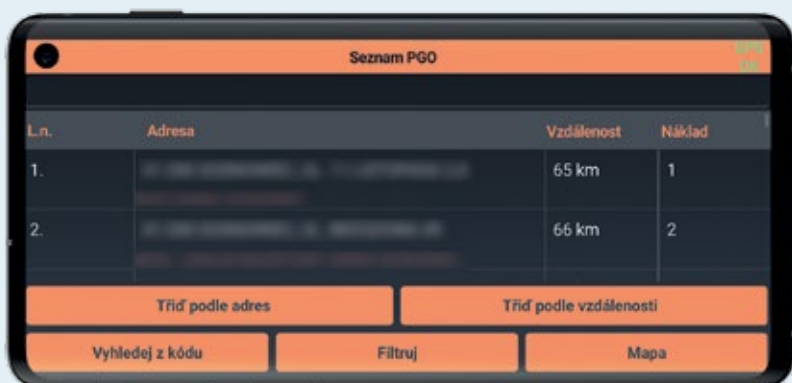 Seznam PGO
GPS
L.n. Adresa Vzdálenost Náklad
1. 65 km 1
2. 66 km 2
Třiď podle adres Třiď podle vzdálenosti
Vyhledej z kódu Filtruj Mapa